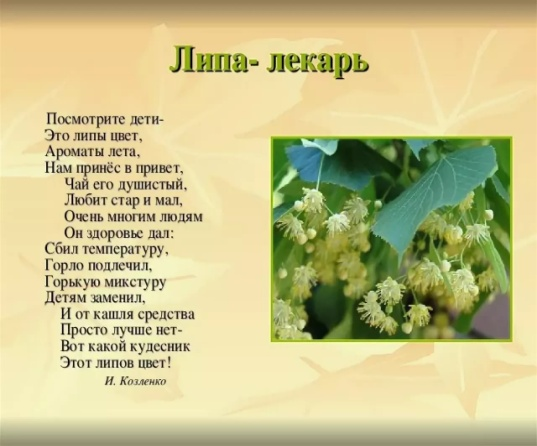 Липа- лекарь
Посмотрите дети-
Это липы цвет,
Ароматы лета,
Нам принёс в привет,
Чай его душистый,
Любит стар и мал,
Очень многим людям
Он здоровье дал:
Сбил температуру,
Горло подлечил,
Горькую микстуру
Детям заменил,
И от кашля средства
Просто лучше нет-
Вот какой кудесник
Этот липов цвет!
И. Козленко